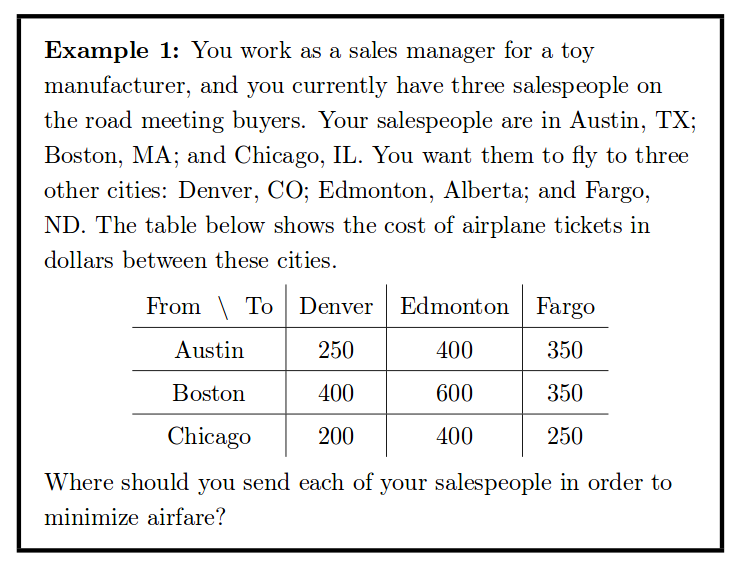 Example 1: You work as a sales manager for a toy
manufacturer, and you currently have three salespeople on
the road meeting buyers. Your salespeople are in Austin, TX;
Boston, MA; and Chicago, IL. You want them to fly to three
other cities: Denver, CO; Edmonton, Alberta; and Fargo,
ND. The table below shows the cost of airplane tickets in
dollars between these cities.
From \ To Denver Edmonton Fargo
Austin 250 400 350
Boston 400 600 350
Chicago 200 400 250
Where should you send each of your salespeople in order to
minimize airfare?